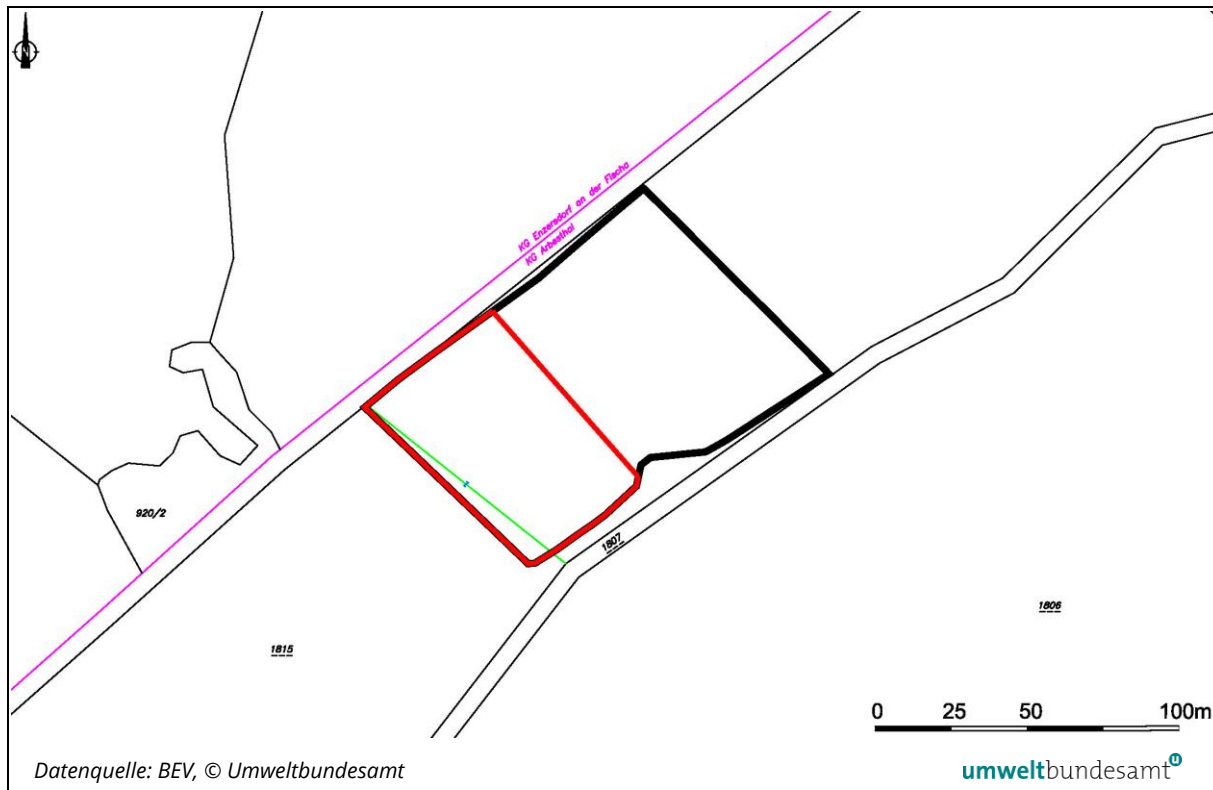 N
KG Enzersdorf an der Fischa
KG Arbesthal
920/2
1807
1806
1815
0 25 50 100m
Datenquelle: BEV, © Umweltbundesamt
umweltbundesamt
u